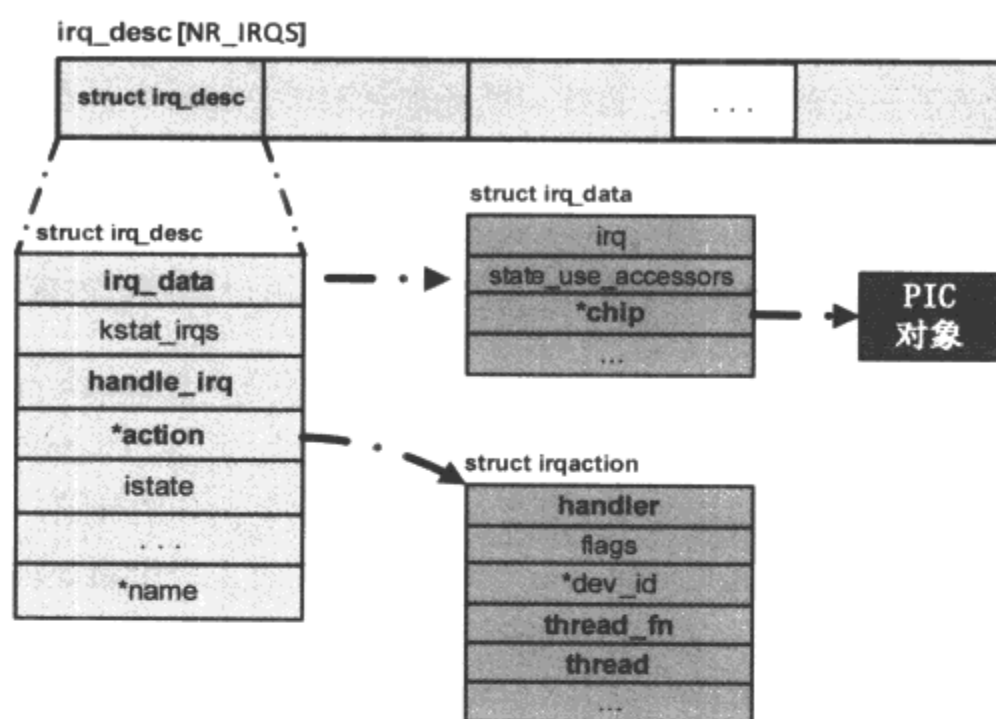 irq_desc [NR_IRQS]
struct irq_desc
. . .
struct irq_desc
irq_data
kstat_irqs
handle_irq
*action
istate
. . .
*name
struct irq_data
irq
state_use_accessors
*chip
...
PIC
对象
struct irqaction
handler
flags
*dev_id
thread_fn
thread
...